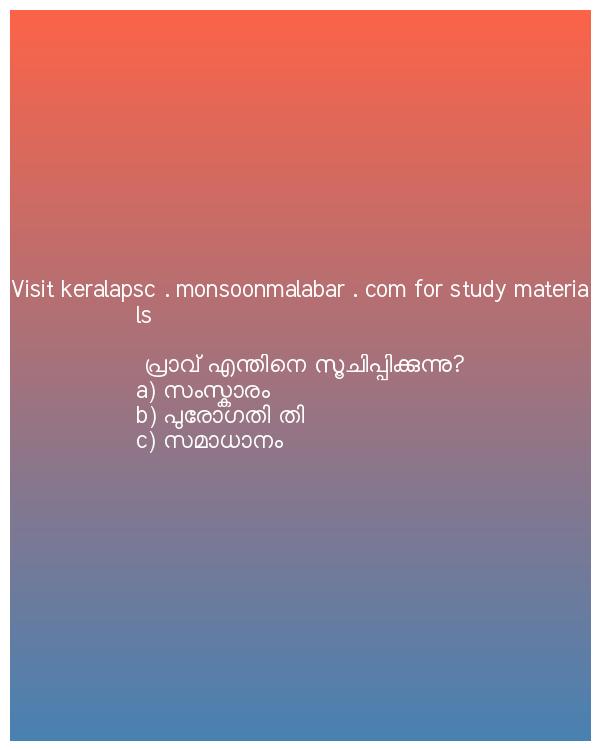 Visit keralapsc . monsoonmalabar . com for study materia
ls
പ്രാവ് എന്തിനെ സൂചിപ്പിക്കുന്നു?
a) സംസ്കാരം
b) പുരോഗതി തി
c) സമാധാനം